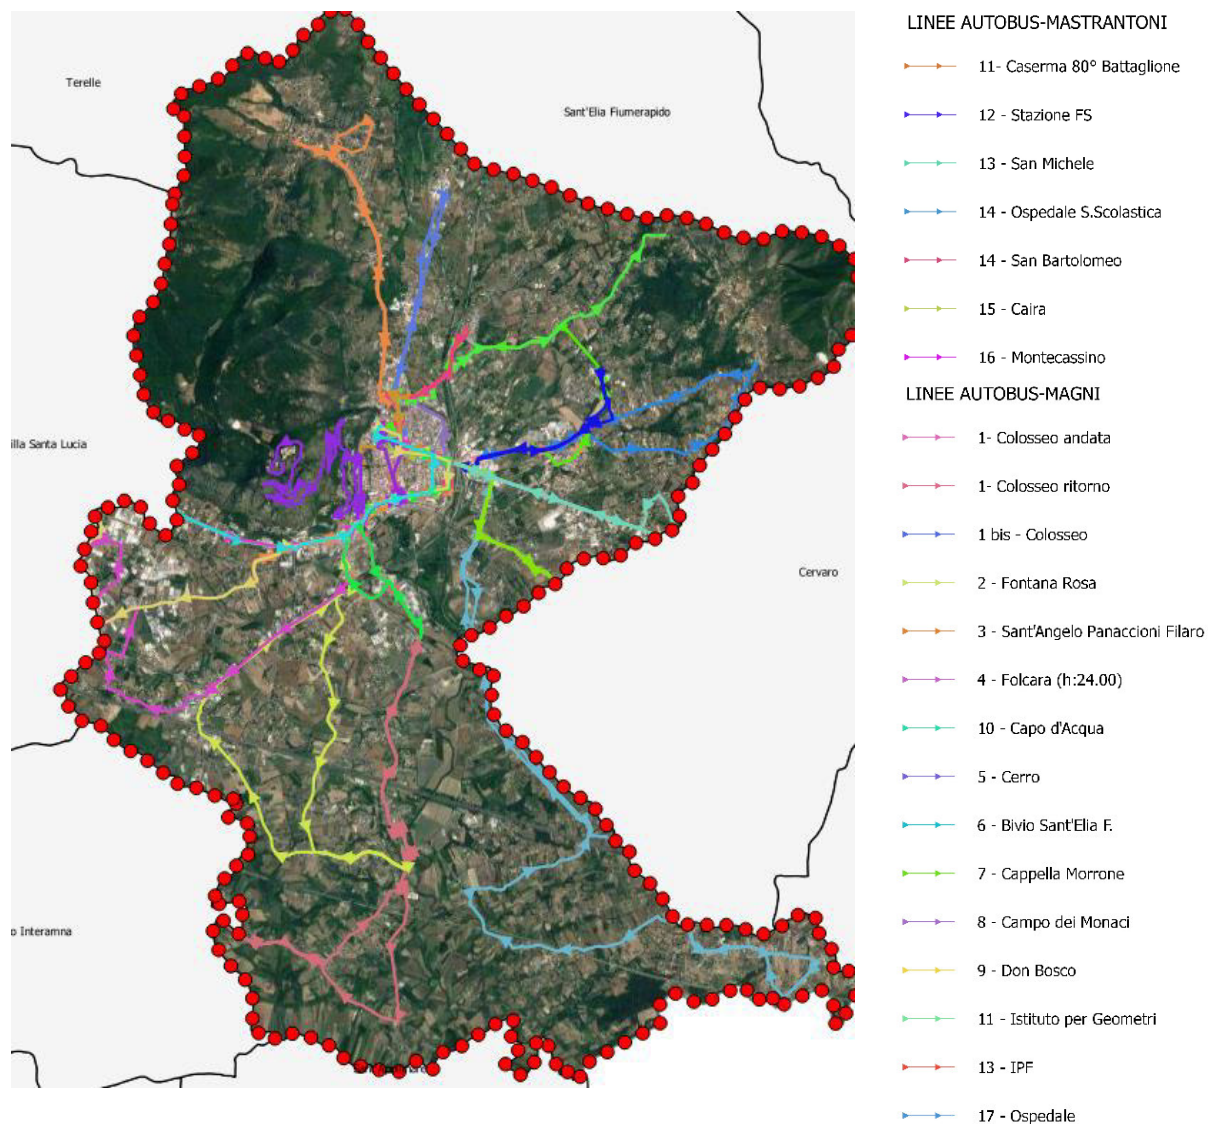 LINEE AUTOBUS-MASTRANTONI
11- Caserma 80° Battaglione
12 - Stazione FS
13 - San Michele
14 - Ospedale S.Scolastica
14 - San Bartolomeo
15 - Caira
16 - Montecassino
LINEE AUTOBUS-MAGNI
1- Colosseo andata
1- Colosseo ritorno
1 bis - Colosseo
2 - Fontana Rosa
3 - Sant'Angelo Panaccioni Filaro
4 - Folcara (h:24.00)
10 - Capo d'Acqua
5 - Cerro
6 - Bivio Sant'Elia F.
7 - Cappella Morrone
8 - Campo dei Monaci
9 - Don Bosco
11 - Istituto per Geometri
13 - IPF
17 - Ospedale
Terelle
Sant'Elia Fiumerapido
illa Santa Lucia
Cervaro
o Interamna